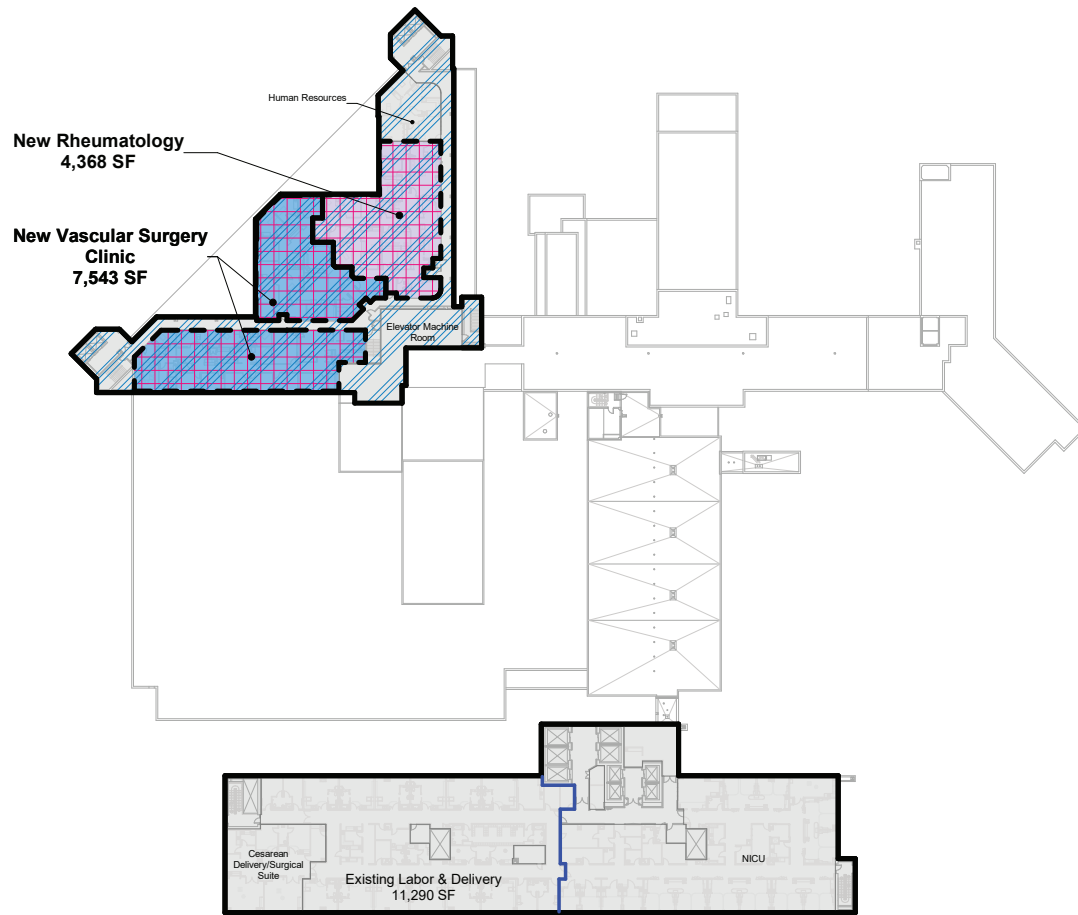 Human Resources
New Rheumatology
4,368 SF
New Vascular Surgery
Clinic
7,543 SF
Elevator Machine
Room
Cesarean
Delivery/Surgical
Suite
Existing Labor & Delivery
11,290 SF
NICU